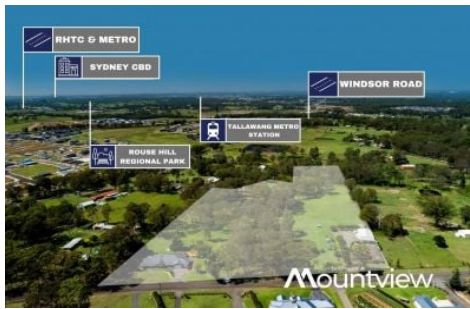 RHTC & METRO
SYDNEY CBD
WINDSOR ROAD
TALLAWANG METRO
STATION
ROUSE HILL
REGIONAL PARK
Mountview